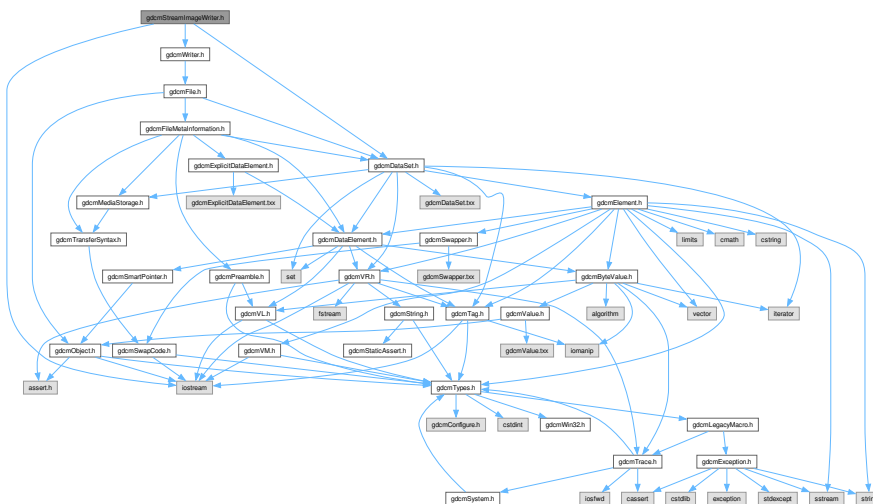 gdcmStreamImageWriter.h
gdcmWriter.h
gdcmFile.h
gdcmFileMetaInformation.h
gdcmExplicitDataElement.h
gdcmDataSet.h
gdcmMediaStorage.h
gdcmExplicitDataElement.txx
gdcmDataSet.txx
gdcmElement.h
gdcmTransferSyntax.h
gdcmDataElement.h
gdcmSwapper.h
limits
cmath
cstring
gdcmSmartPointer.h
gdcmPreamble.h
set
gdcmVR.h
gdcmSwapper.txx
gdcmByteValue.h
gdcmVL.h
fstream
gdcmString.h
gdcmTag.h
gdcmValue.h
algorithm
vector
iterator
gdcmObject.h
gdcmSwapCode.h
gdcmVM.h
gdcmStaticAssert.h
gdcmValue.txx
iomanip
assert.h
iostream
gdcmTypes.h
gdcmConfigure.h
cstdint
gdcmWin32.h
gdcmLegacyMacro.h
gdcmTrace.h
gdcmException.h
gdcmSystem.h
iosfwd
cassert
cstdlib
exception
stdexcept
sstream